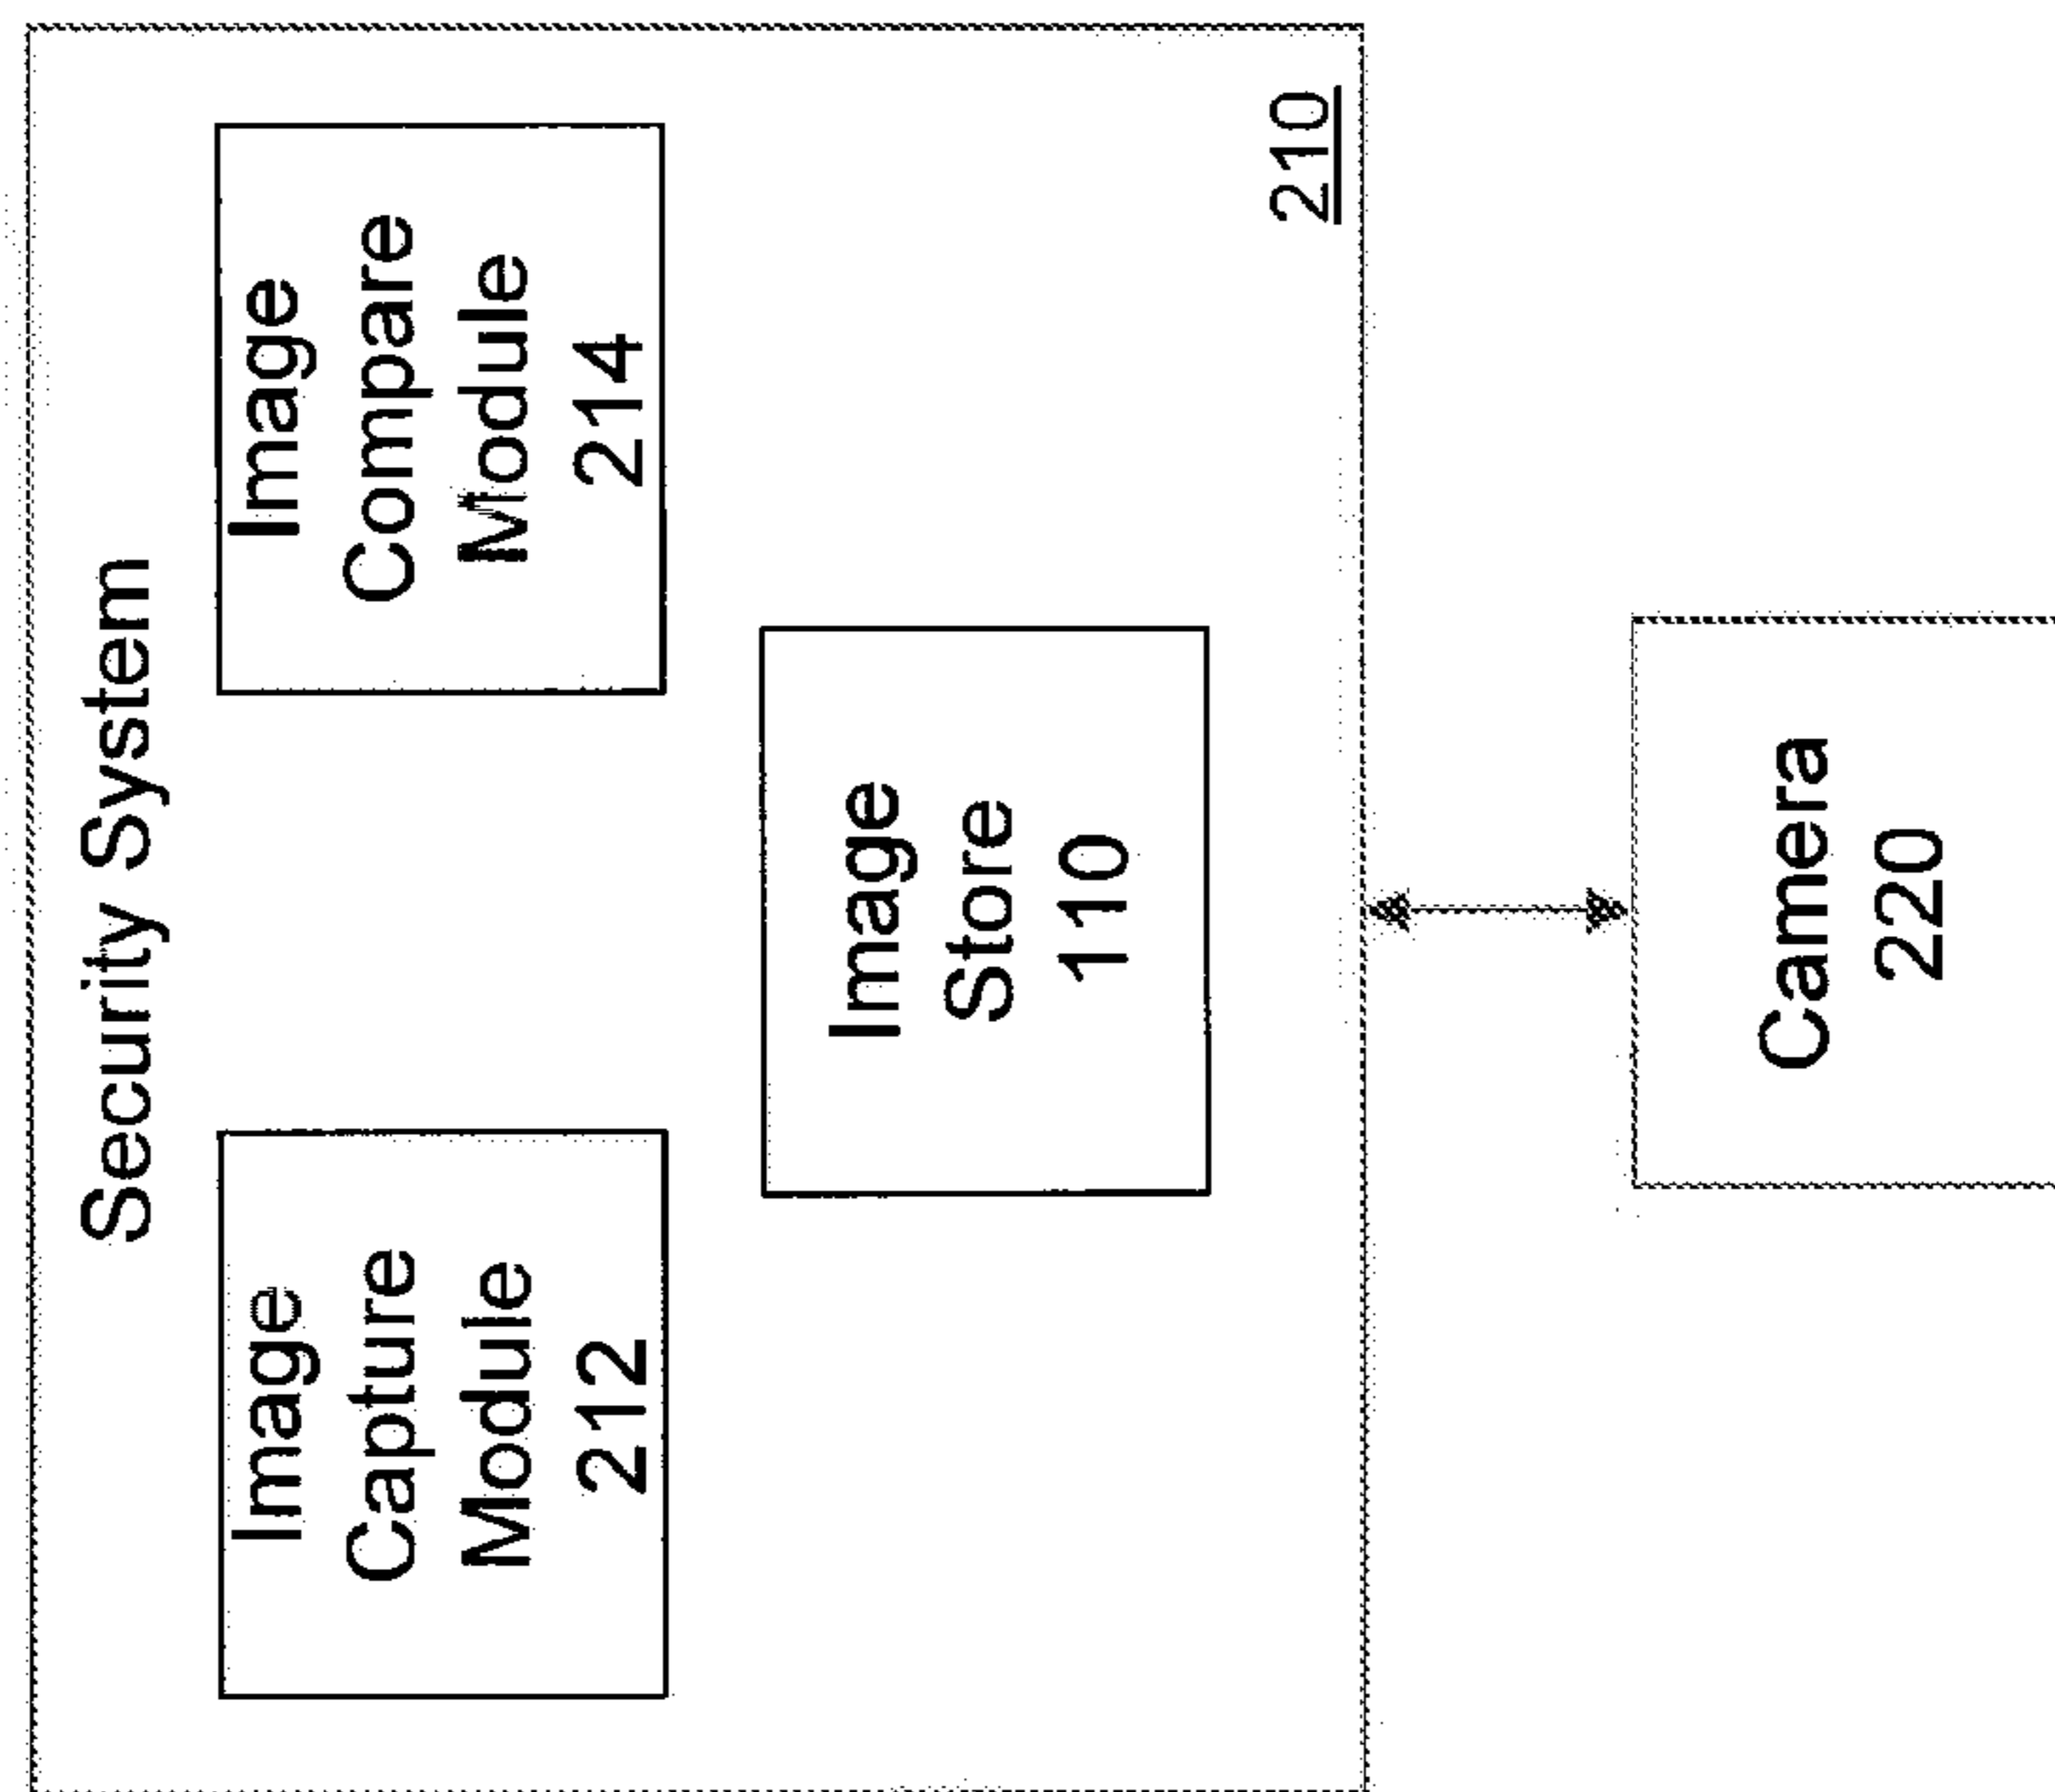 Security System
Image
Capture
Module
212
Image
Compare
Module
214
Image
Store
110
210
Camera
220